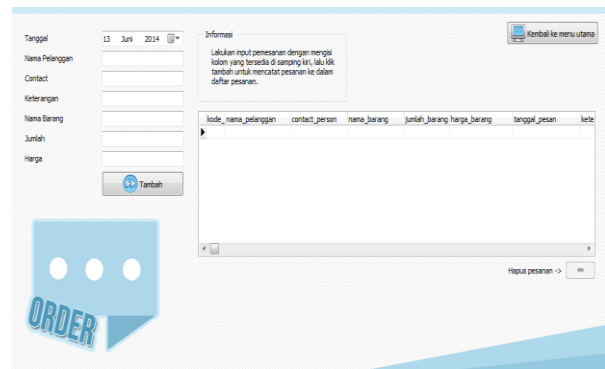 Tanggal
13 Juni 2014
Nama Pelanggan
Contact
Keterangan
Nama Barang
Jumlah
Harga
Tambah
Informasi
Lakukan input pemesanan dengan mengisi
kolom yang tersedia di samping kiri, lalu klik
tambah untuk mencatat pesanan ke dalam
daftar pesanan.
Kembali ke menu utama
kode_ nama_pelanggan contact_person nama_barang jumlah_barang harga_barang tanggal_pesan kete
Hapus pesanan ->
ORDER